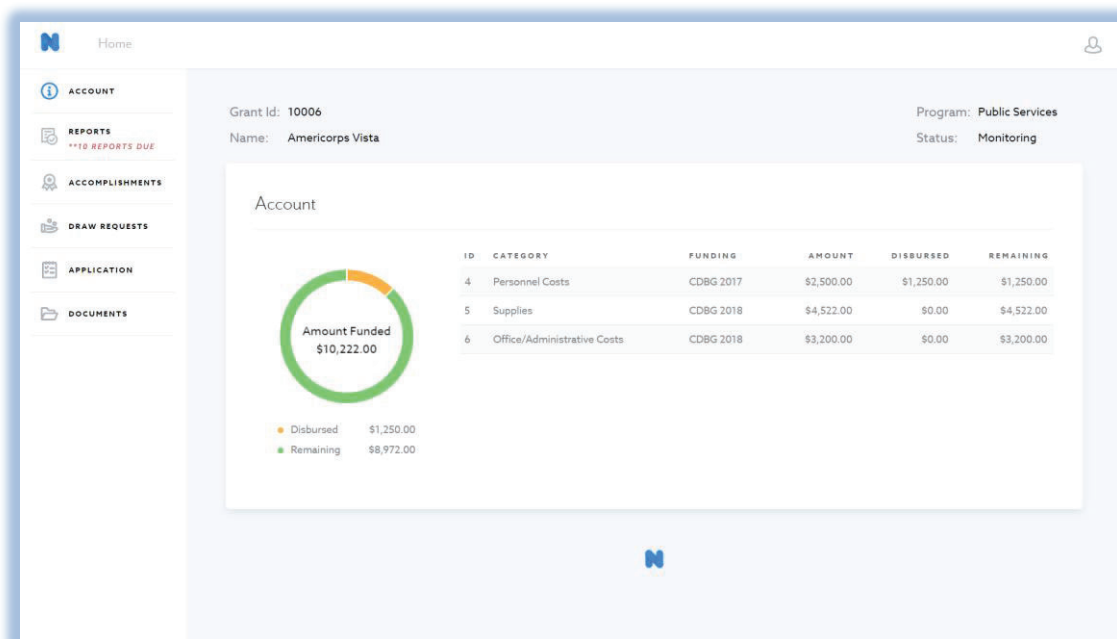 N Home
ACCOUNT
REPORTS
**10 REPORTS DUE
ACCOMPLISHMENTS
DRAW REQUESTS
APPLICATION
DOCUMENTS
Grant Id: 10006
Name: Americorps Vista
Program: Public Services
Status: Monitoring
Account
Amount Funded
$10,222.00
Disbursed $1,250.00
Remaining $8,972.00
ID CATEGORY FUNDING AMOUNT DISBURSED REMAINING
4 Personnel Costs CDBG 2017 $2,500.00 $1,250.00 $1,250.00
5 Supplies CDBG 2018 $4,522.00 $0.00 $4,522.00
6 Office/Administrative Costs CDBG 2018 $3,200.00 $0.00 $3,200.00
N